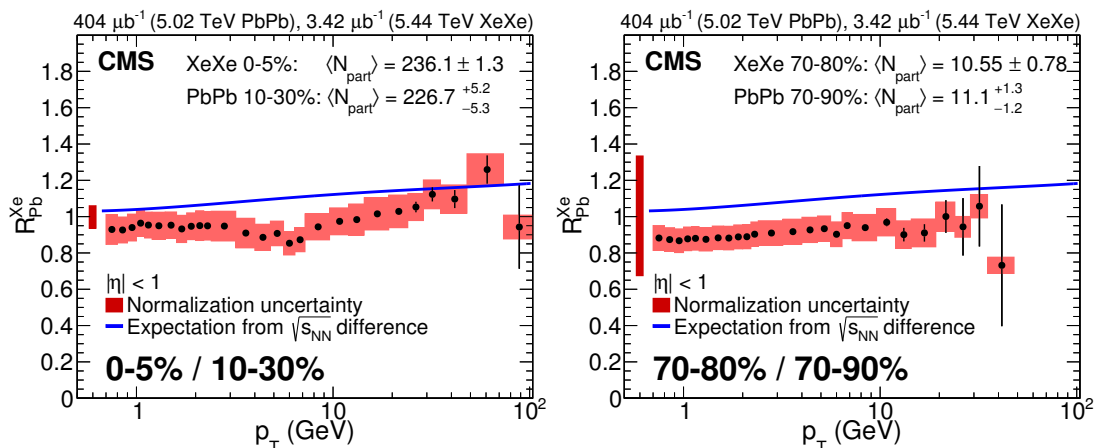 404 μb⁻¹ (5.02 TeV PbPb), 3.42 μb⁻¹ (5.44 TeV XeXe)
CMS
XeXe 0-5%: ⟨N_part⟩ = 236.1 ± 1.3
PbPb 10-30%: ⟨N_part⟩ = 226.7 +5.2 −5.3
R^Xe_Pb
1.8
1.6
1.4
1.2
1
0.8
0.6
0.4
0.2
0
|η| < 1
Normalization uncertainty
Expectation from √s_NN difference
0-5% / 10-30%
1 10 10²
p_T (GeV)
404 μb⁻¹ (5.02 TeV PbPb), 3.42 μb⁻¹ (5.44 TeV XeXe)
CMS
XeXe 70-80%: ⟨N_part⟩ = 10.55 ± 0.78
PbPb 70-90%: ⟨N_part⟩ = 11.1 +1.3 −1.2
R^Xe_Pb
1.8
1.6
1.4
1.2
1
0.8
0.6
0.4
0.2
0
|η| < 1
Normalization uncertainty
Expectation from √s_NN difference
70-80% / 70-90%
1 10 10²
p_T (GeV)